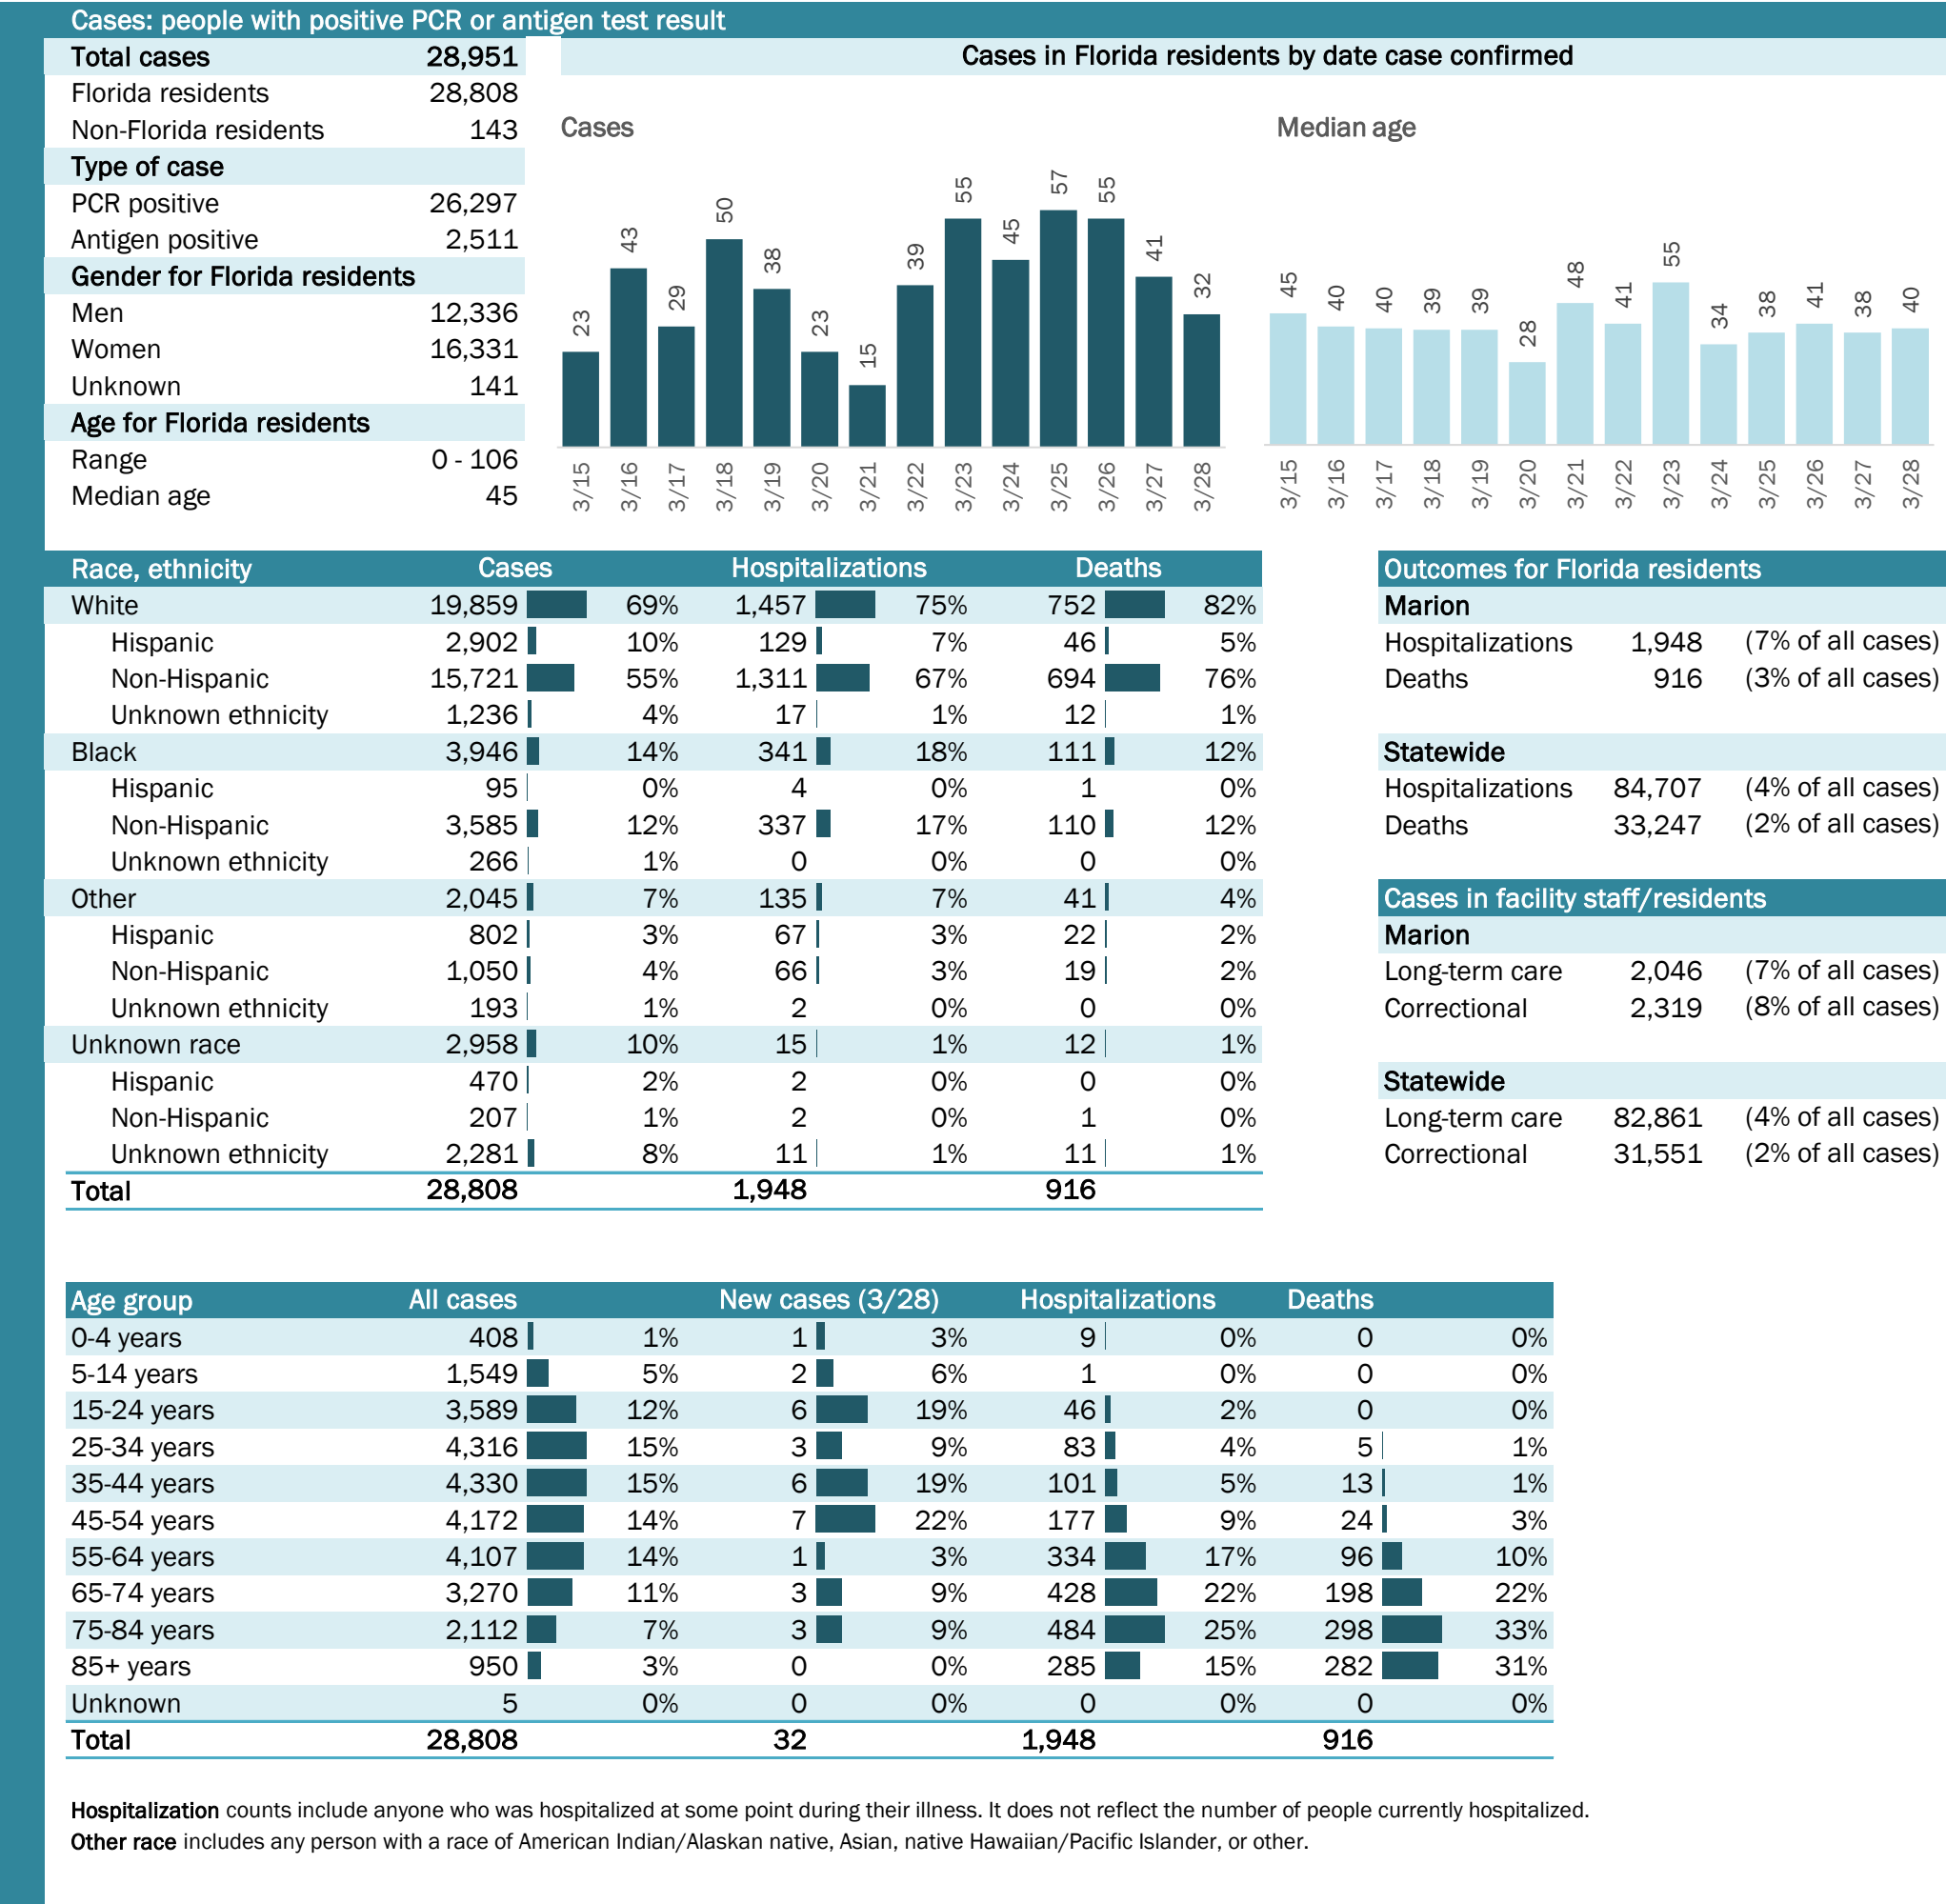 Cases: people with positive PCR or antigen test result
Total cases 28,951
Florida residents 28,808
Non-Florida residents 143
Type of case
PCR positive 26,297
Antigen positive 2,511
Gender for Florida residents
Men 12,336
Women 16,331
Unknown 141
Age for Florida residents
Range 0 - 106
Median age 45
Cases in Florida residents by date case confirmed
Cases
23 43 29 50 38 23 15 39 55 45 57 55 41 32
3/15 3/16 3/17 3/18 3/19 3/20 3/21 3/22 3/23 3/24 3/25 3/26 3/27 3/28
Median age
45 40 40 39 39 28 48 41 55 34 38 41 38 40
3/15 3/16 3/17 3/18 3/19 3/20 3/21 3/22 3/23 3/24 3/25 3/26 3/27 3/28
Race, ethnicity Cases Hospitalizations Deaths
White 19,859 69% 1,457 75% 752 82%
Hispanic 2,902 10% 129 7% 46 5%
Non-Hispanic 15,721 55% 1,311 67% 694 76%
Unknown ethnicity 1,236 4% 17 1% 12 1%
Black 3,946 14% 341 18% 111 12%
Hispanic 95 0% 4 0% 1 0%
Non-Hispanic 3,585 12% 337 17% 110 12%
Unknown ethnicity 266 1% 0 0% 0 0%
Other 2,045 7% 135 7% 41 4%
Hispanic 802 3% 67 3% 22 2%
Non-Hispanic 1,050 4% 66 3% 19 2%
Unknown ethnicity 193 1% 2 0% 0 0%
Unknown race 2,958 10% 15 1% 12 1%
Hispanic 470 2% 2 0% 0 0%
Non-Hispanic 207 1% 2 0% 1 0%
Unknown ethnicity 2,281 8% 11 1% 11 1%
Total 28,808 1,948 916
Outcomes for Florida residents
Marion
Hospitalizations 1,948 (7% of all cases)
Deaths 916 (3% of all cases)
Statewide
Hospitalizations 84,707 (4% of all cases)
Deaths 33,247 (2% of all cases)
Cases in facility staff/residents
Marion
Long-term care 2,046 (7% of all cases)
Correctional 2,319 (8% of all cases)
Statewide
Long-term care 82,861 (4% of all cases)
Correctional 31,551 (2% of all cases)
Age group All cases New cases (3/28) Hospitalizations Deaths
0-4 years 408 1% 1 3% 9 0% 0 0%
5-14 years 1,549 5% 2 6% 1 0% 0 0%
15-24 years 3,589 12% 6 19% 46 2% 0 0%
25-34 years 4,316 15% 3 9% 83 4% 5 1%
35-44 years 4,330 15% 6 19% 101 5% 13 1%
45-54 years 4,172 14% 7 22% 177 9% 24 3%
55-64 years 4,107 14% 1 3% 334 17% 96 10%
65-74 years 3,270 11% 3 9% 428 22% 198 22%
75-84 years 2,112 7% 3 9% 484 25% 298 33%
85+ years 950 3% 0 0% 285 15% 282 31%
Unknown 5 0% 0 0% 0 0% 0 0%
Total 28,808 32 1,948 916
Hospitalization counts include anyone who was hospitalized at some point during their illness. It does not reflect the number of people currently hospitalized.
Other race includes any person with a race of American Indian/Alaskan native, Asian, native Hawaiian/Pacific Islander, or other.